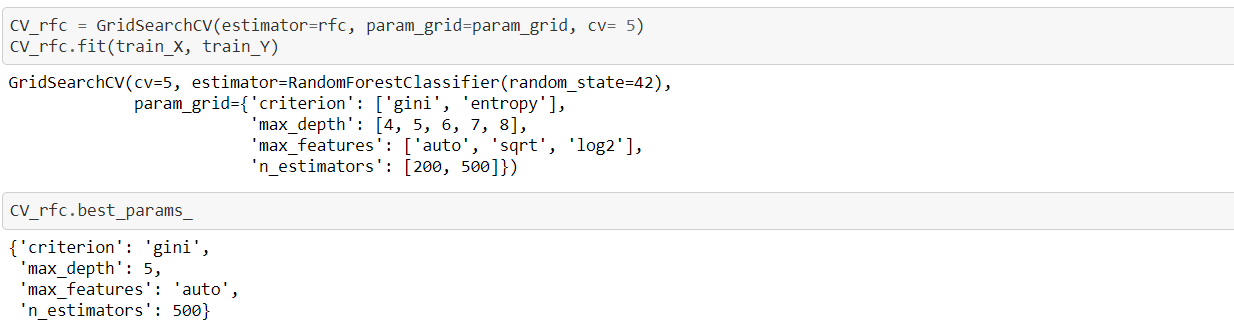 CV_rfc = GridSearchCV(estimator=rfc, param_grid=param_grid, cv= 5)
CV_rfc.fit(train_X, train_Y)
GridSearchCV(cv=5, estimator=RandomForestClassifier(random_state=42),
             param_grid={'criterion': ['gini', 'entropy'],
                         'max_depth': [4, 5, 6, 7, 8],
                         'max_features': ['auto', 'sqrt', 'log2'],
                         'n_estimators': [200, 500]})
CV_rfc.best_params_
{'criterion': 'gini',
 'max_depth': 5,
 'max_features': 'auto',
 'n_estimators': 500}